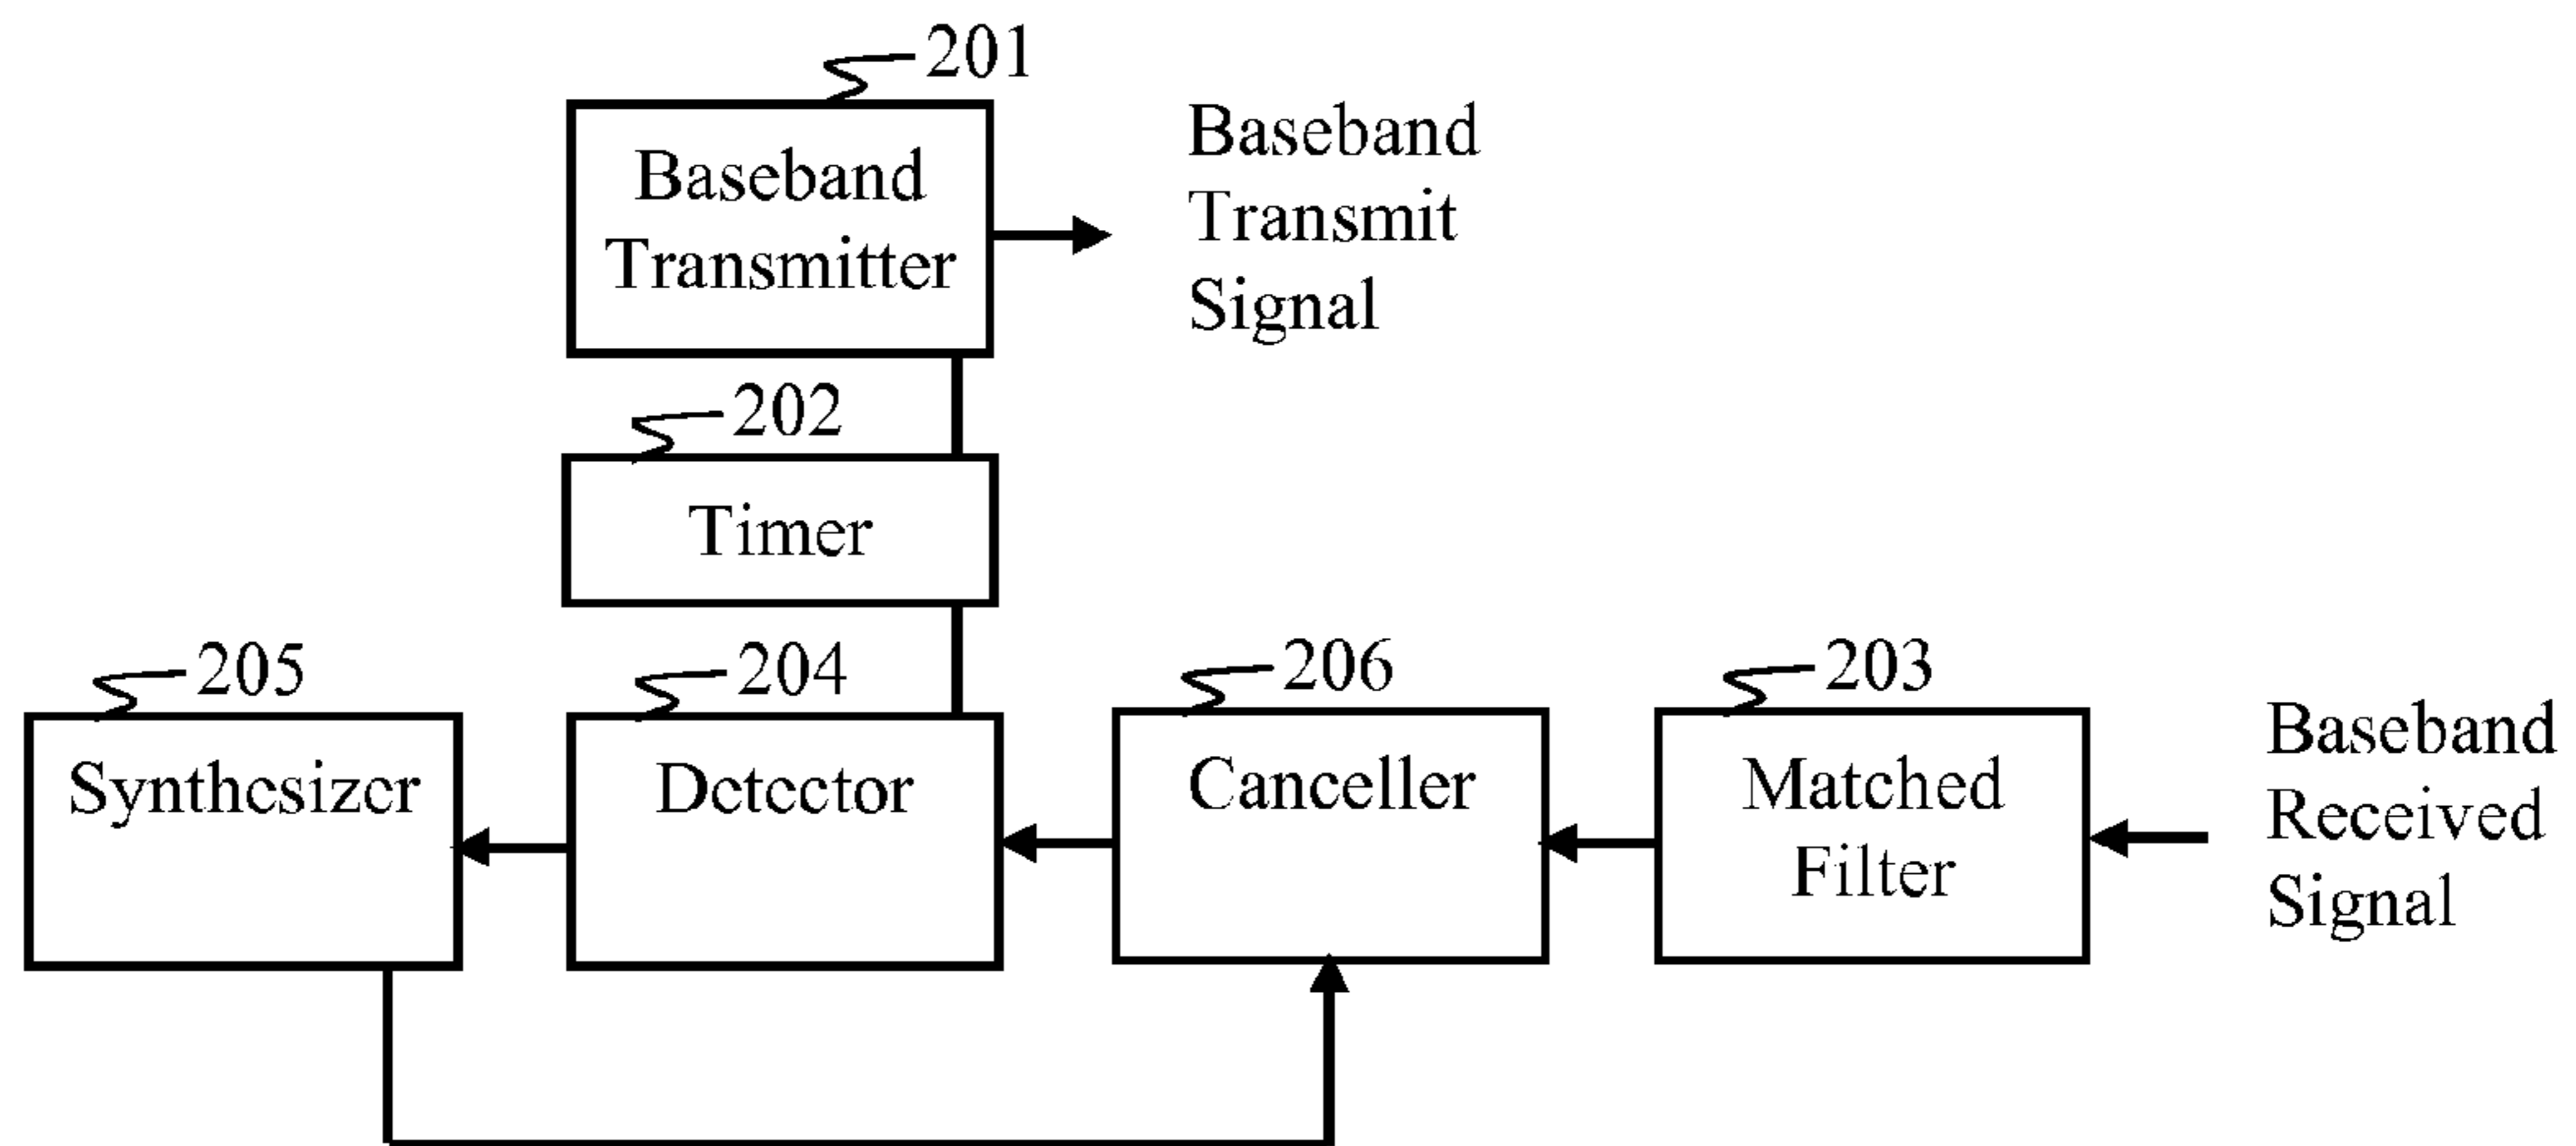 201
Baseband
Transmitter
Baseband
Transmit
Signal
202
Timer
205
Synthesizer
204
Detector
206
Canceller
203
Matched
Filter
Baseband
Received
Signal